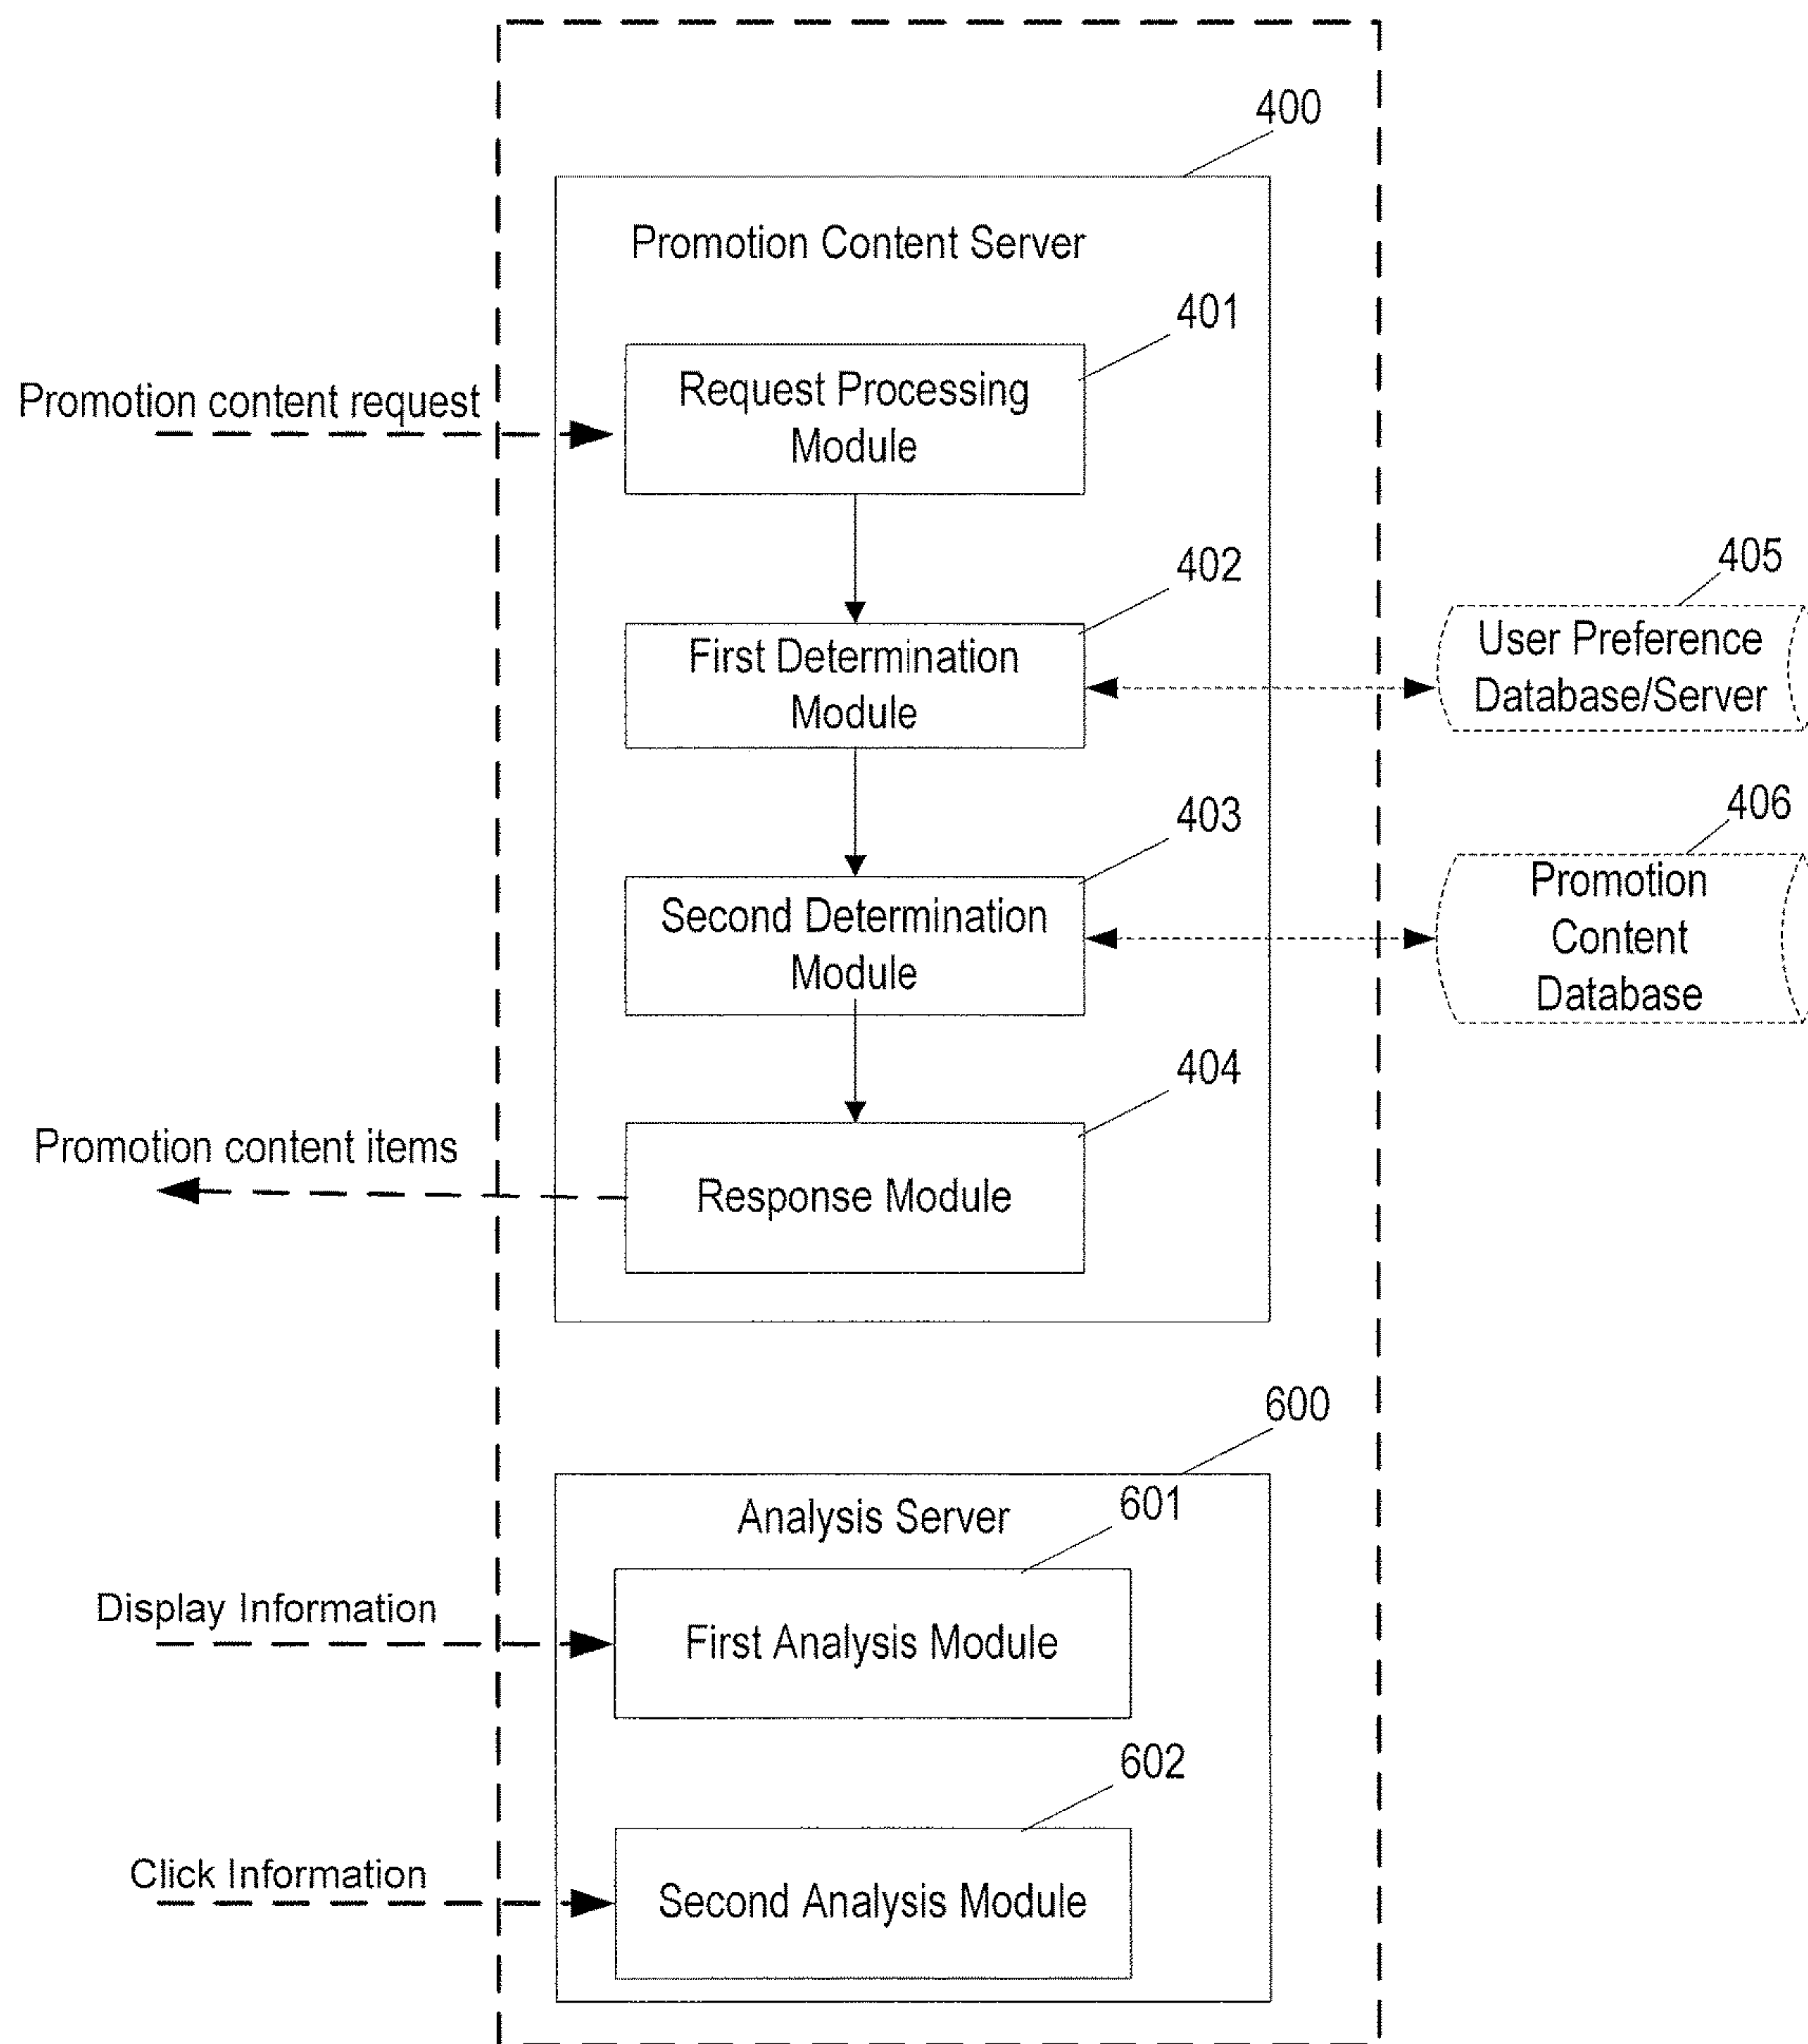 400
Promotion Content Server
401
Promotion content request
Request Processing
Module
402
First Determination
Module
405
User Preference
Database/Server
403
Second Determination
Module
406
Promotion
Content
Database
404
Promotion content items
Response Module
600
Analysis Server
601
Display Information
First Analysis Module
602
Click Information
Second Analysis Module